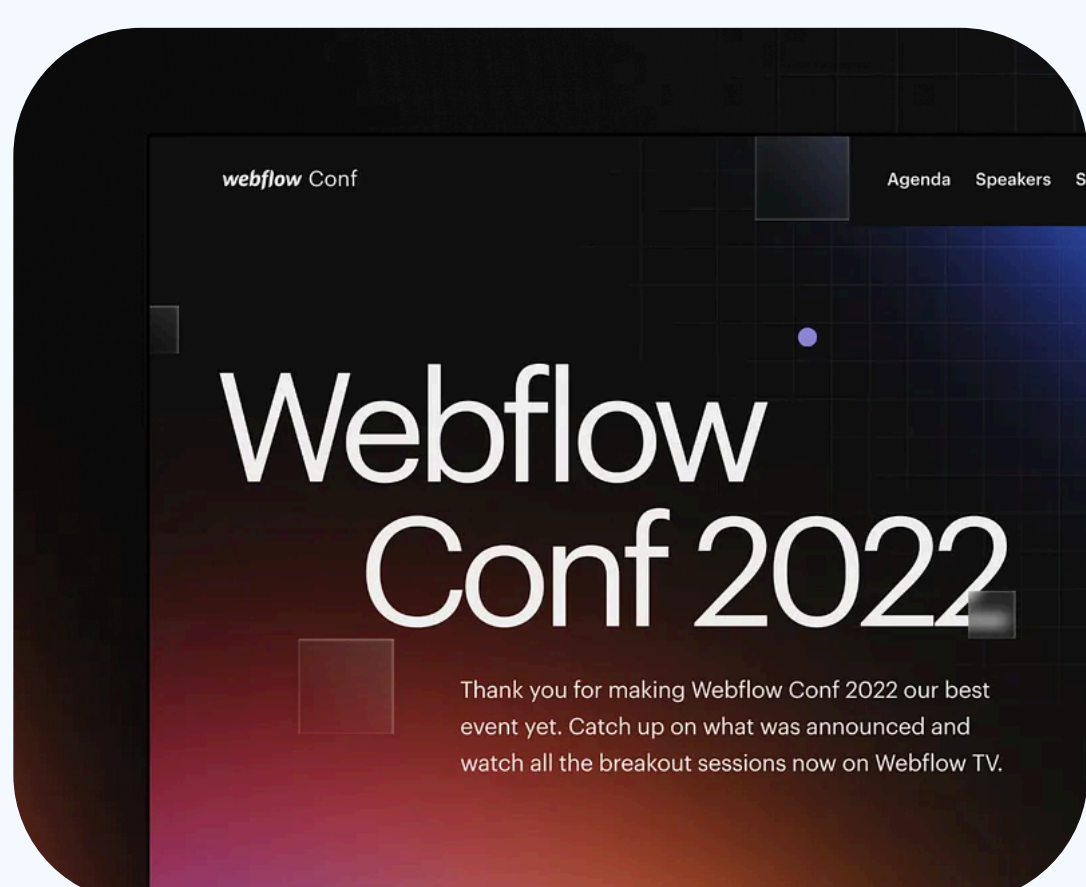 webflow Conf
Agenda Speakers S
Webflow
Conf 2022
Thank you for making Webflow Conf 2022 our best
event yet. Catch up on what was announced and
watch all the breakout sessions now on Webflow TV.